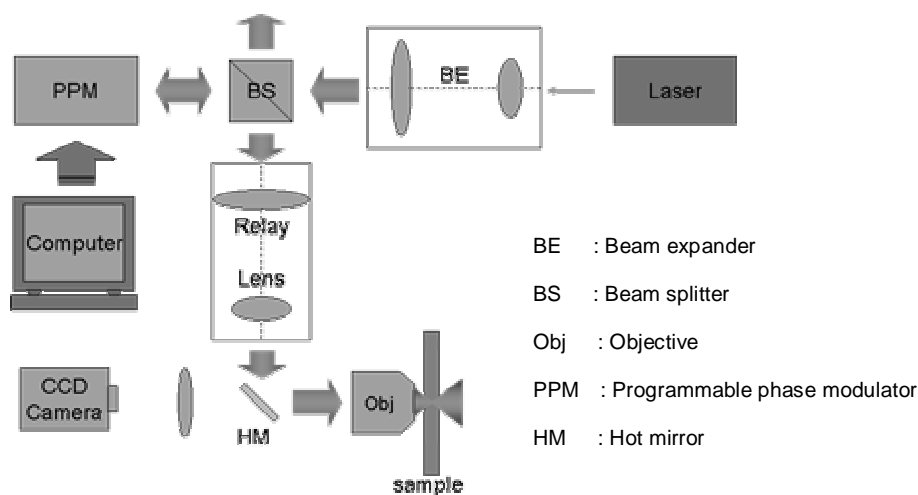 BE
PPM
BS
Laser
Computer
Relay
Lens
CCD
Camera
HM
Obj
sample
BE : Beam expander
BS : Beam splitter
Obj : Objective
PPM : Programmable phase modulator
HM : Hot mirror